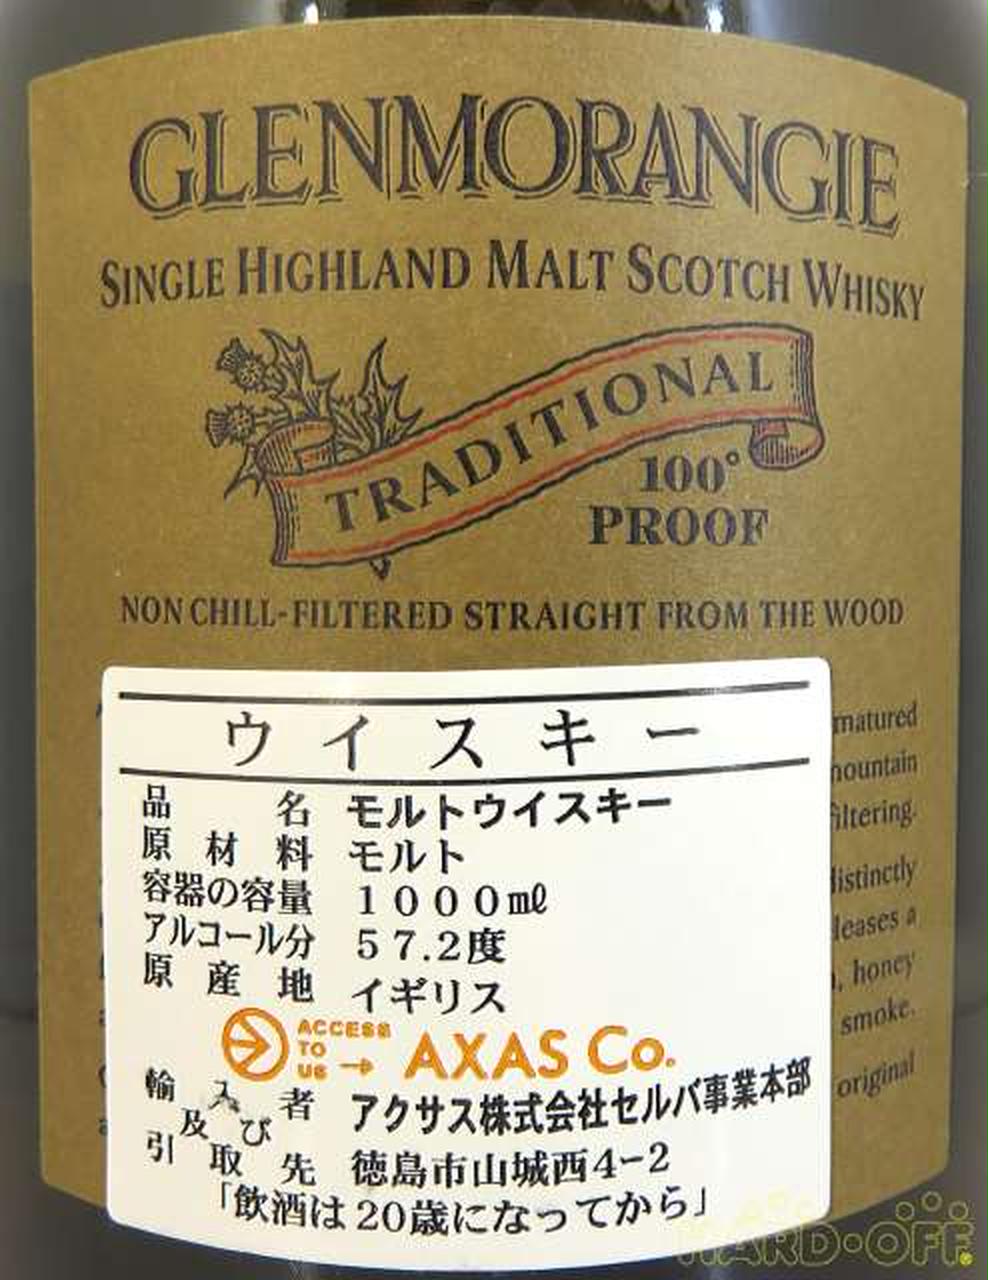 GLENMORANGIE
SINGLE HIGHLAND MALT SCOTCH WHISKY
TRADITIONAL
100°
PROOF
NON CHILL-FILTERED STRAIGHT FROM THE WOOD
matured
mountain
filtering.
distinctly
leases a
honey
smoke.
original
ウイスキー
品名 モルトウイスキー
原材料 モルト
容器の容量 1000㎖
アルコール分 57.2度
原産地 イギリス
ACCESS TO US → AXAS Co.
輸入者及び引取先 アクサス株式会社セルバ事業本部
徳島市山城西4-2
「飲酒は20歳になってから」
HARD・OFF